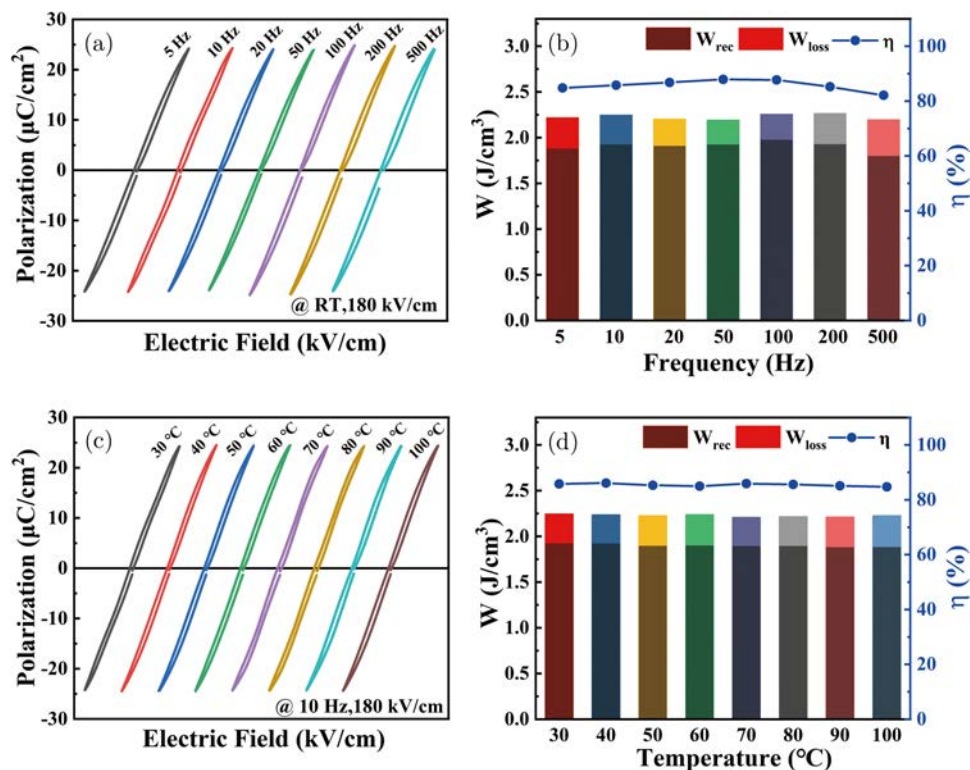 (a)
5 Hz 10 Hz 20 Hz 50 Hz 100 Hz 200 Hz 500 Hz
30
20
10
0
-10
-20
-30
Polarization (μC/cm²)
@ RT,180 kV/cm
Electric Field (kV/cm)
(b)
W_rec W_loss η
3.0
2.5
2.0
1.5
1.0
0.5
0.0
W (J/cm³)
100
80
60
40
20
0
η (%)
5 10 20 50 100 200 500
Frequency (Hz)
(c)
30 °C 40 °C 50 °C 60 °C 70 °C 80 °C 90 °C 100 °C
30
20
10
0
-10
-20
-30
Polarization (μC/cm²)
@ 10 Hz,180 kV/cm
Electric Field (kV/cm)
(d)
W_rec W_loss η
3.0
2.5
2.0
1.5
1.0
0.5
0.0
W (J/cm³)
100
80
60
40
20
0
η (%)
30 40 50 60 70 80 90 100
Temperature (°C)